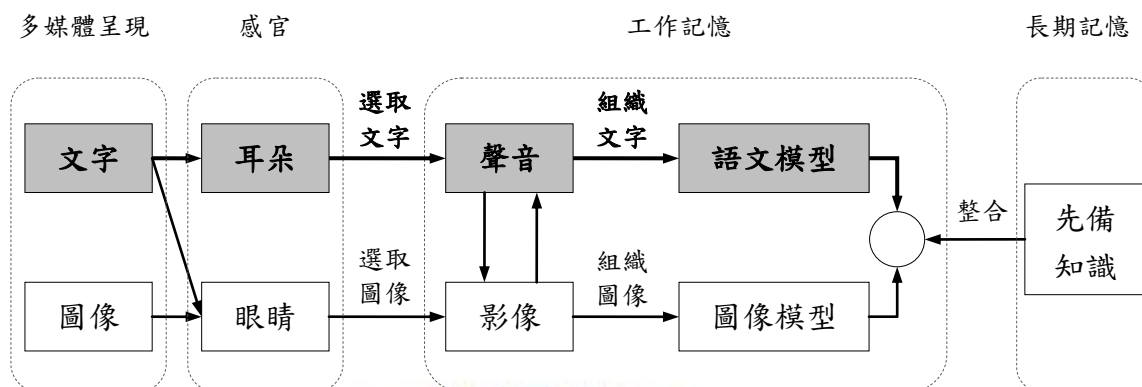 多媒體呈現
感官
工作記憶
長期記憶
選取
文字
組織
文字
文字
耳朵
聲音
語文模型
整合
先備
知識
選取
圖像
組織
圖像
圖像
眼睛
影像
圖像模型